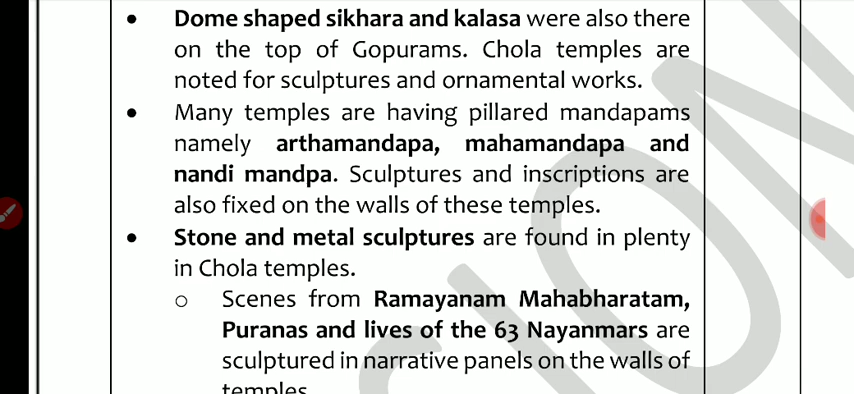 • Dome shaped sikhara and kalasa were also there
on the top of Gopurams. Chola temples are
noted for sculptures and ornamental works.
• Many temples are having pillared mandapams
namely arthamandapa, mahamandapa and
nandi mandpa. Sculptures and inscriptions are
also fixed on the walls of these temples.
• Stone and metal sculptures are found in plenty
in Chola temples.
o Scenes from Ramayanam Mahabharatam,
Puranas and lives of the 63 Nayanmars are
sculptured in narrative panels on the walls of
temples